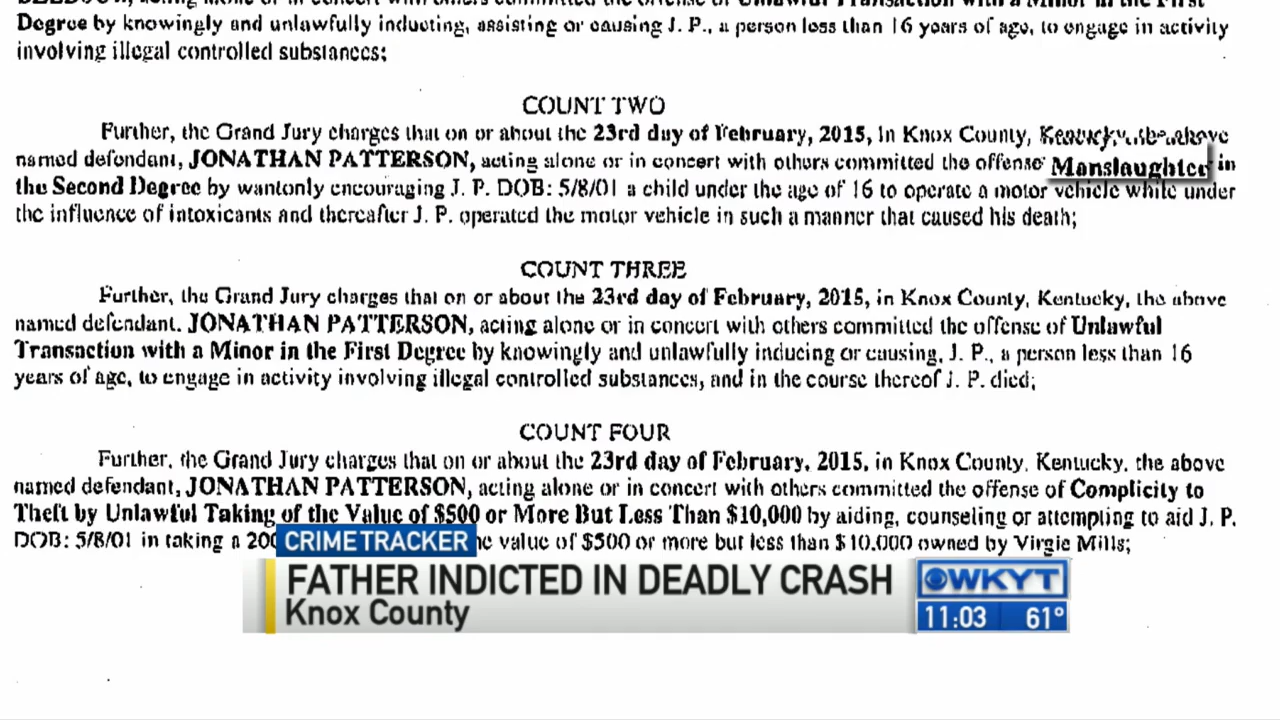 Degree by knowingly and unlawfully inducting, assisting or causing J. P., a person less than 16 years of age, to engage in activity
involving illegal controlled substances;
COUNT TWO
Further, the Grand Jury charges that on or about the 23rd day of February, 2015, in Knox County, Kentucky, the above
named defendant, JONATHAN PATTERSON, acting alone or in concert with others committed the offense Manslaughter in
the Second Degree by wantonly encouraging J. P. DOB: 5/8/01 a child under the age of 16 to operate a motor vehicle while under
the influence of intoxicants and thereafter J. P. operated the motor vehicle in such a manner that caused his death;
COUNT THREE
Further, the Grand Jury charges that on or about the 23rd day of February, 2015, in Knox County, Kentucky, the above
named defendant. JONATHAN PATTERSON, acting alone or in concert with others committed the offense of Unlawful
Transaction with a Minor in the First Degree by knowingly and unlawfully inducing or causing, J. P., a person less than 16
years of age, to engage in activity involving illegal controlled substances, and in the course thereof J. P. died;
COUNT FOUR
Further, the Grand Jury charges that on or about the 23rd day of February, 2015, in Knox County, Kentucky, the above
named defendant, JONATHAN PATTERSON, acting alone or in concert with others committed the offense of Complicity to
Theft by Unlawful Taking of the Value of $500 or More But Less Than $10,000 by aiding, counseling or attempting to aid J. P.
DOB: 5/8/01 in taking a value of $500 or more but less than $10.000 owned by Virgie Mills;
CRIMETRACKER
FATHER INDICTED IN DEADLY CRASH
Knox County
WKYT
11:03 61°